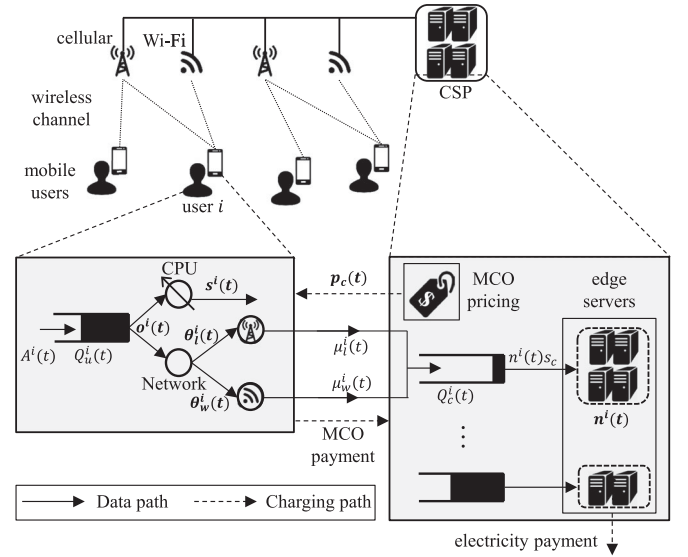 cellular
Wi-Fi
CSP
wireless
channel
mobile
users
user i
CPU
s^i(t)
p_c(t)
$
MCO
pricing
edge
servers
A^i(t)
Q_u^i(t)
o^i(t)
θ_l^i(t)
μ_l^i(t)
Network
θ_w^i(t)
μ_w^i(t)
Q_c^i(t)
n^i(t)s_c
n^i(t)
MCO
payment
Data path
Charging path
electricity payment